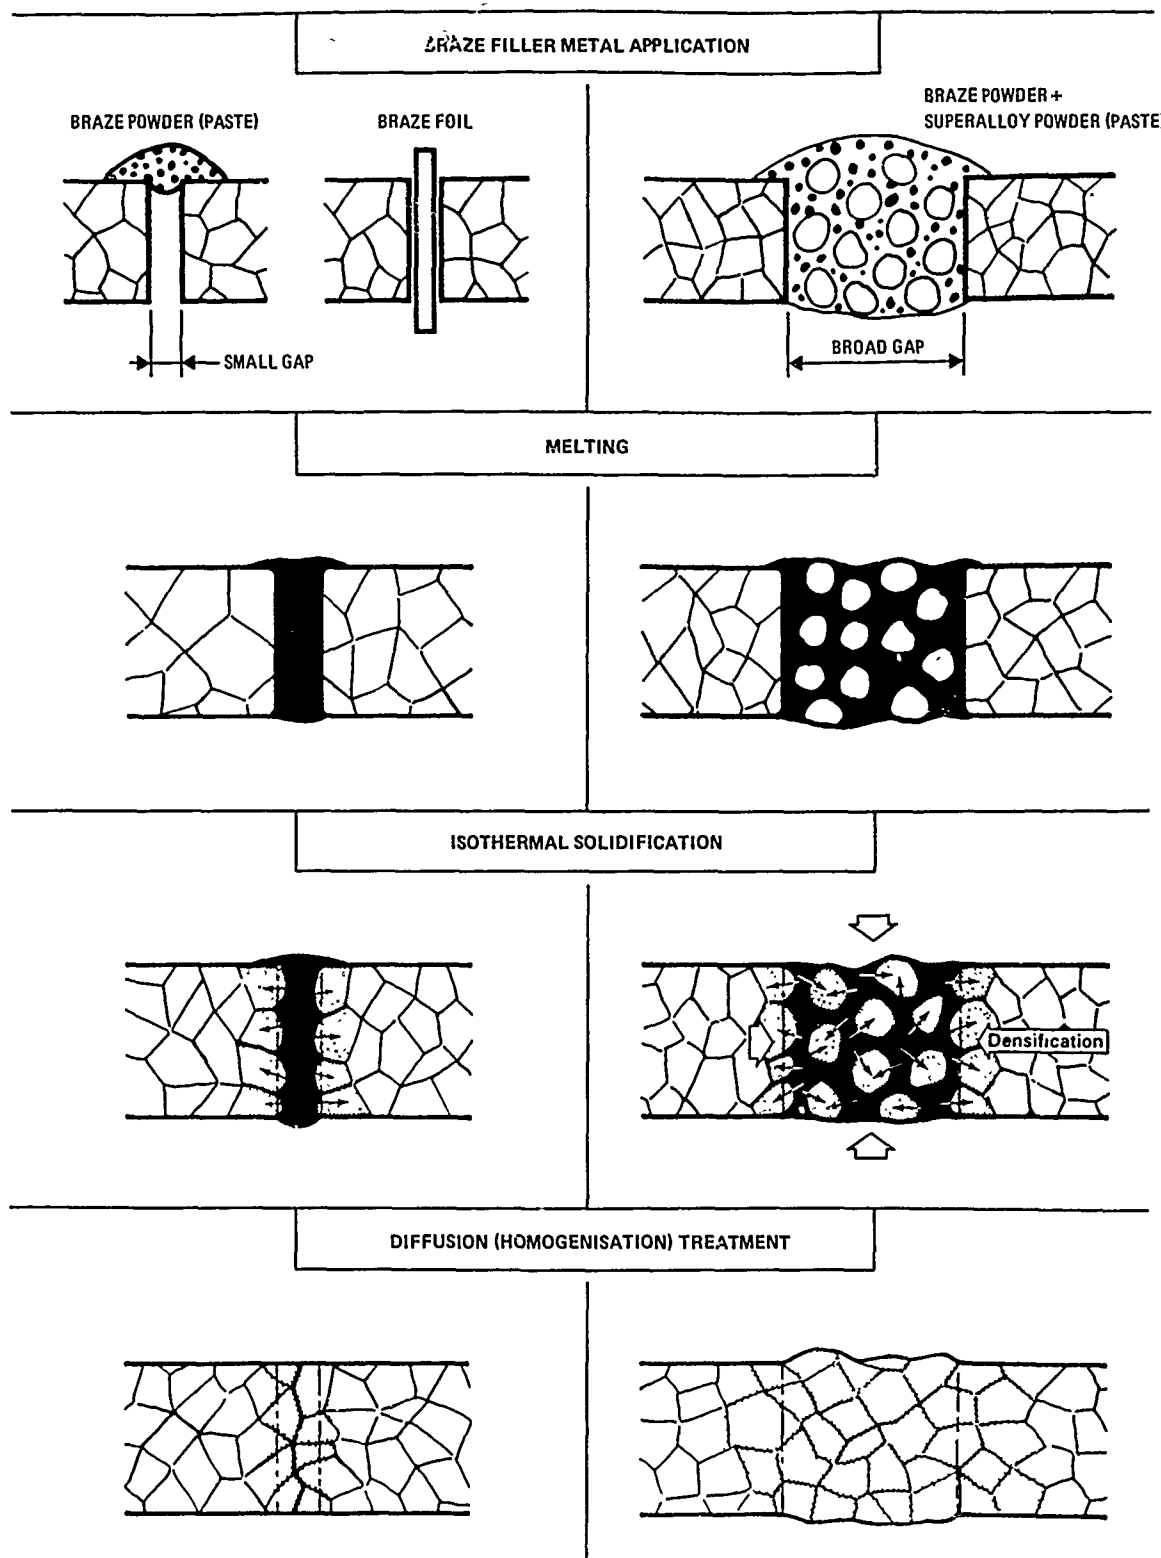 BRAZE FILLER METAL APPLICATION
BRAZE POWDER (PASTE)
BRAZE FOIL
BRAZE POWDER +
SUPERALLOY POWDER (PASTE
SMALL GAP
BROAD GAP
MELTING
ISOTHERMAL SOLIDIFICATION
Densification
DIFFUSION (HOMOGENISATION) TREATMENT